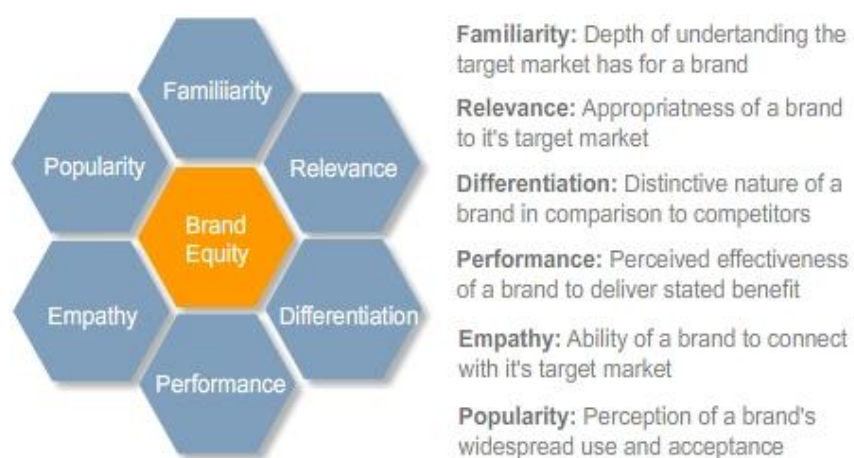 Familiiarity
Popularity
Relevance
Brand
Equity
Empathy
Differentiation
Performance
Familiarity: Depth of undertanding the
target market has for a brand
Relevance: Appropriatness of a brand
to it's target market
Differentiation: Distinctive nature of a
brand in comparison to competitors
Performance: Perceived effectiveness
of a brand to deliver stated benefit
Empathy: Ability of a brand to connect
with it's target market
Popularity: Perception of a brand's
widespread use and acceptance